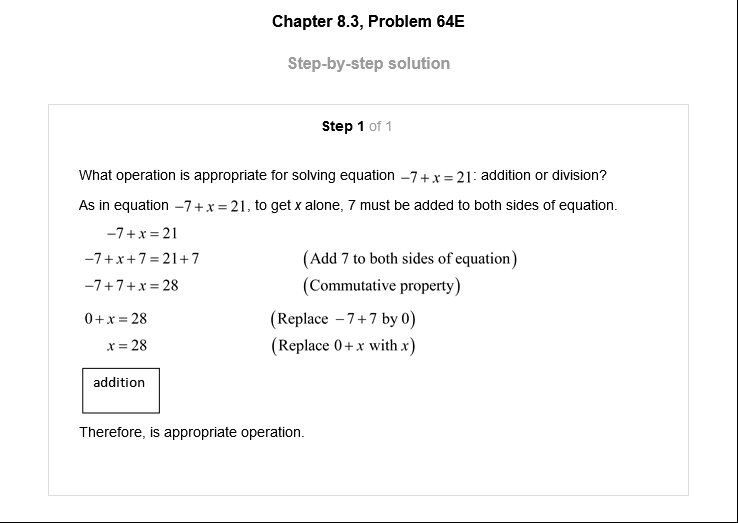 Chapter 8.3, Problem 64E
Step-by-step solution
Step 1 of 1
What operation is appropriate for solving equation −7+x=21: addition or division?
As in equation −7+x=21, to get x alone, 7 must be added to both sides of equation.
−7+x=21
−7+x+7=21+7 (Add 7 to both sides of equation)
−7+7+x=28 (Commutative property)
0+x=28 (Replace −7+7 by 0)
x=28 (Replace 0+x with x)
addition
Therefore, is appropriate operation.